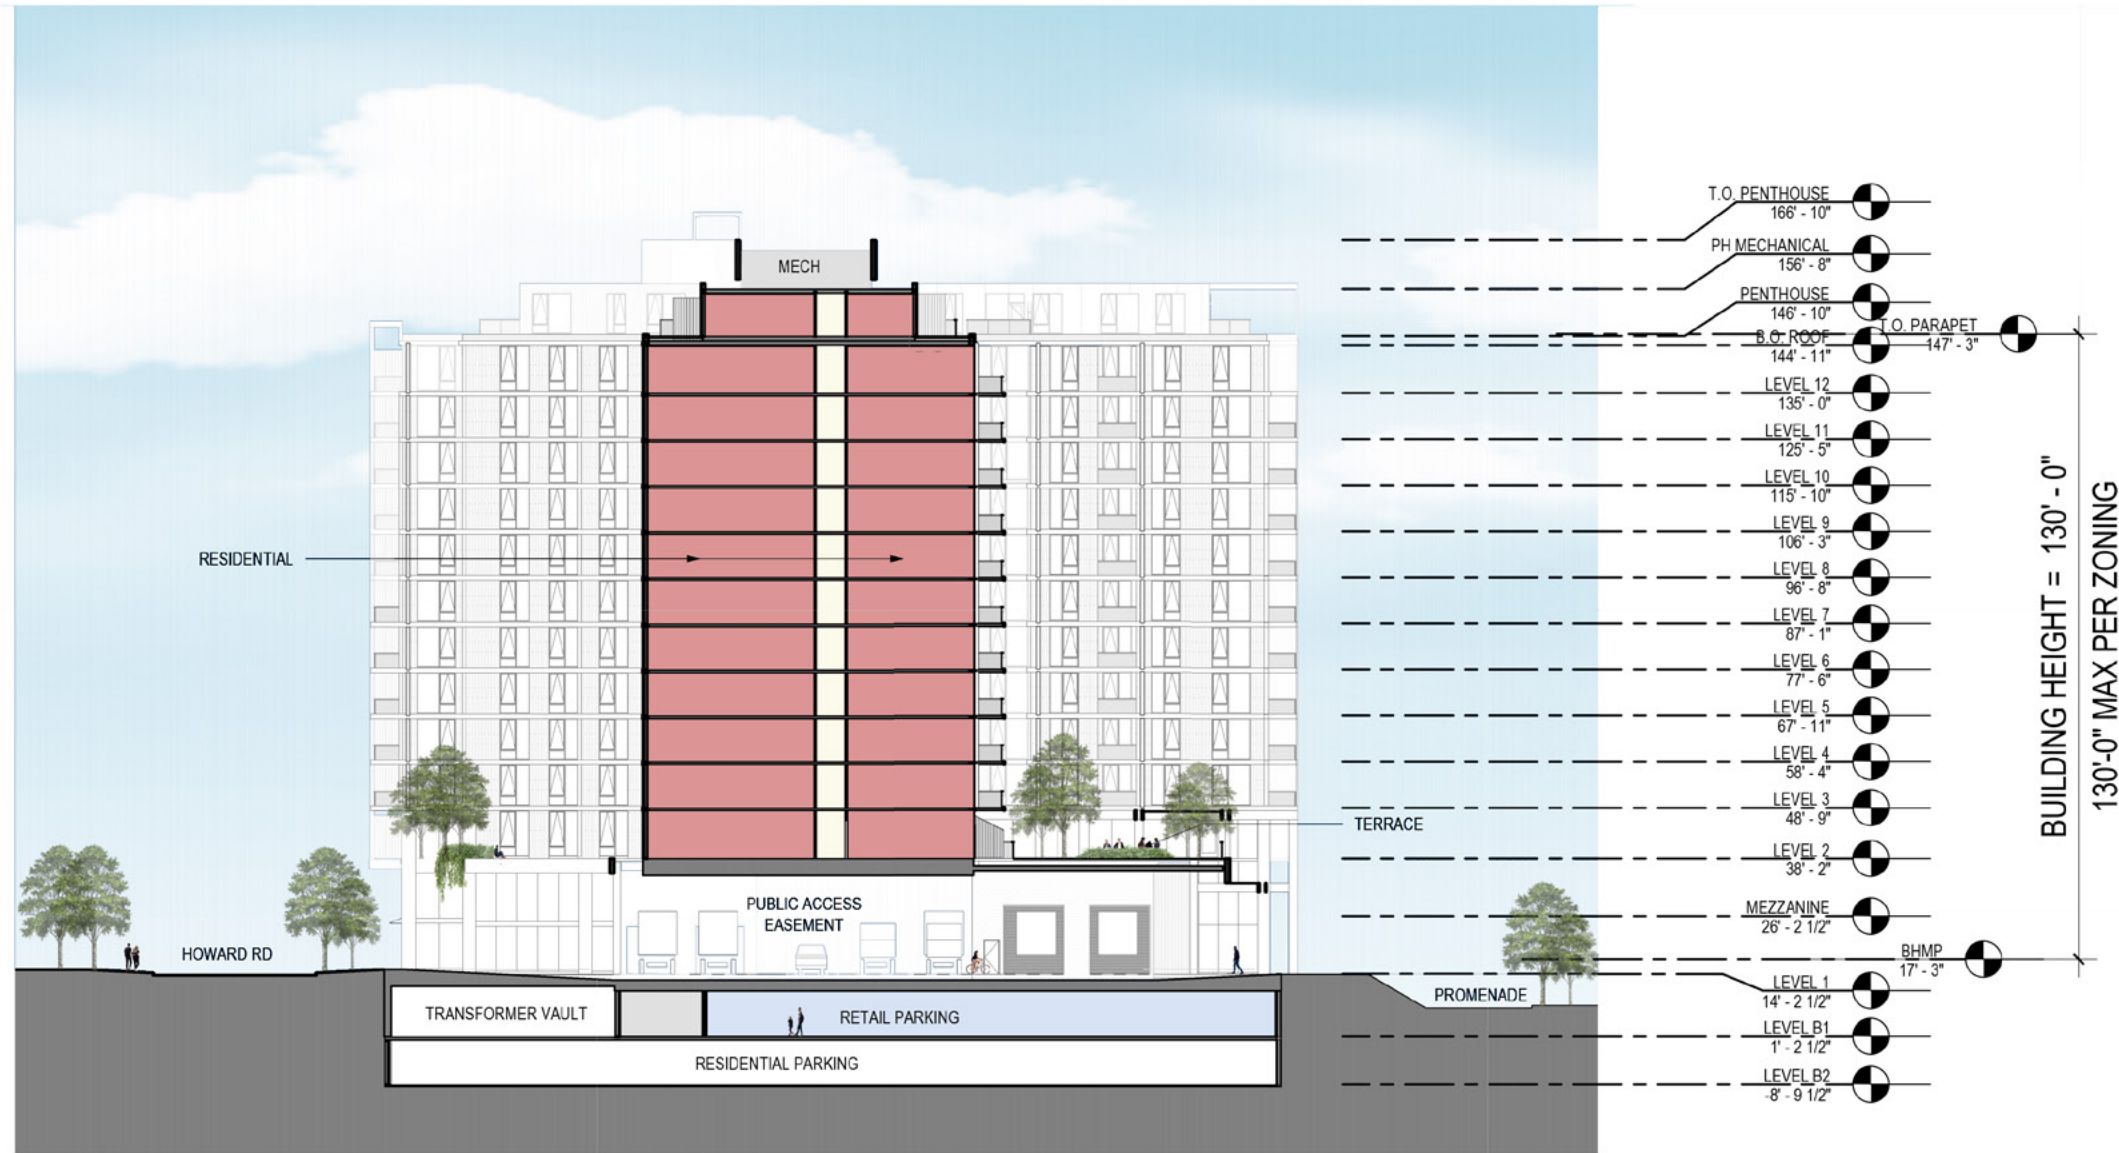 T.O. PENTHOUSE
166' - 10"
PH MECHANICAL
156' - 8"
MECH
PENTHOUSE
146' - 10"
T.O. PARAPET
147' - 3"
B.O. ROOF
144' - 11"
LEVEL 12
135' - 0"
LEVEL 11
125' - 5"
LEVEL 10
115' - 10"
LEVEL 9
106' - 3"
RESIDENTIAL
LEVEL 8
96' - 8"
LEVEL 7
87' - 1"
LEVEL 6
77' - 6"
LEVEL 5
67' - 11"
LEVEL 4
58' - 4"
LEVEL 3
48' - 9"
TERRACE
LEVEL 2
38' - 2"
PUBLIC ACCESS
EASEMENT
MEZZANINE
26' - 2 1/2"
HOWARD RD
BHMP
17' - 3"
LEVEL 1
14' - 2 1/2"
PROMENADE
TRANSFORMER VAULT
RETAIL PARKING
LEVEL B1
1' - 2 1/2"
RESIDENTIAL PARKING
LEVEL B2
-8' - 9 1/2"
BUILDING HEIGHT = 130' - 0"
130'-0" MAX PER ZONING